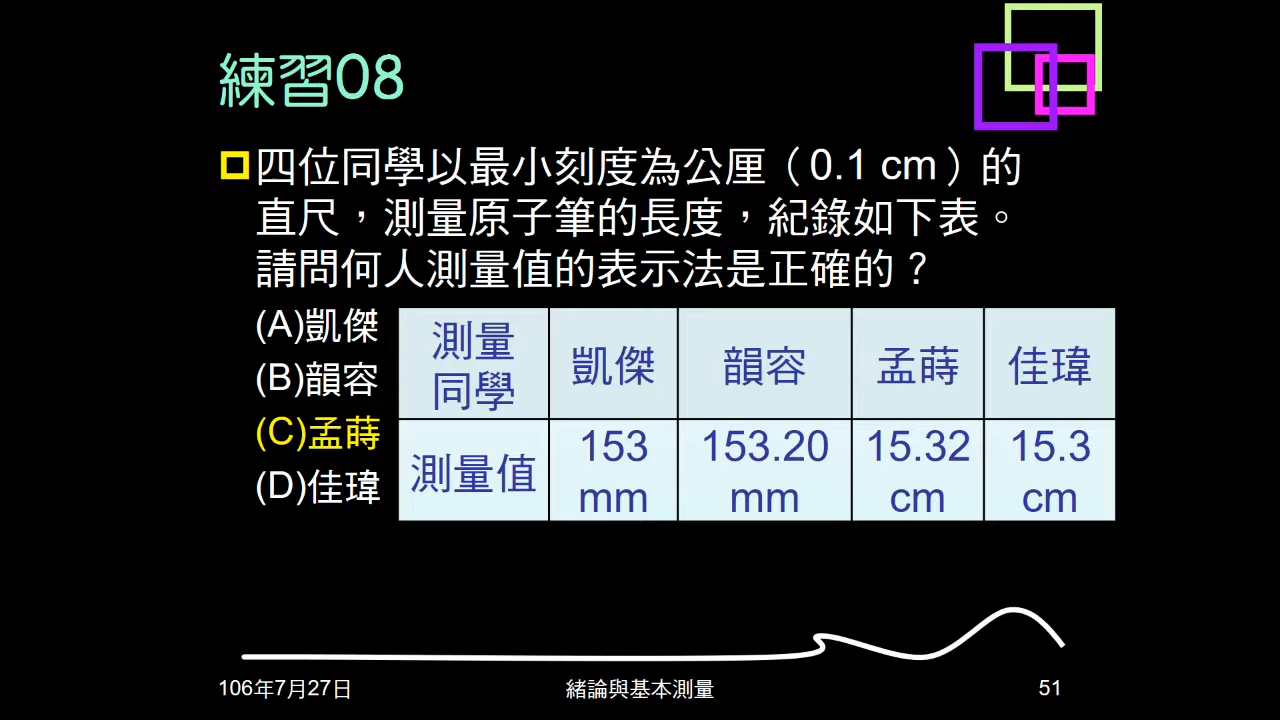 練習08
四位同學以最小刻度為公厘（0.1 cm）的
直尺，測量原子筆的長度，紀錄如下表。
請問何人測量值的表示法是正確的？
(A)凱傑
(B)韻容
(C)孟蒔
(D)佳瑋
測量
同學
凱傑
韻容
孟蒔
佳瑋
測量值
153
mm
153.20
mm
15.32
cm
15.3
cm
106年7月27日
緒論與基本測量
51